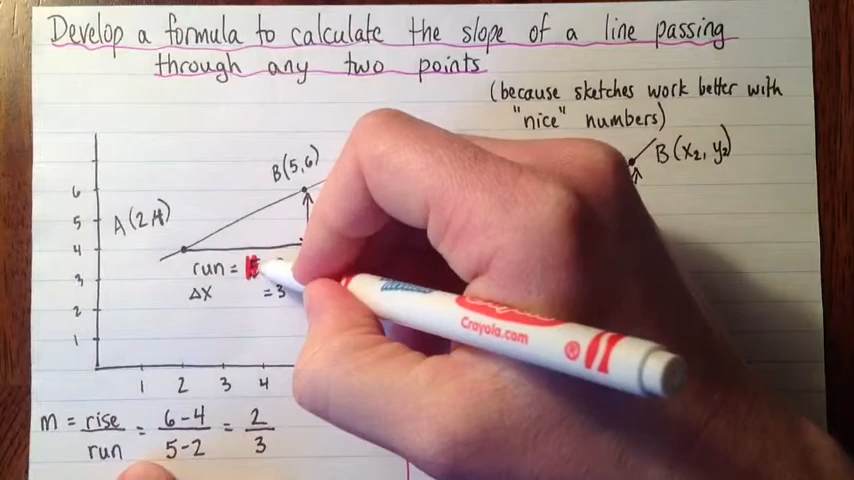 Develop a formula to calculate the slope of a line passing
through any two points
(because sketches work better with
"nice" numbers)
B(5,6)
B(x₂, y₂)
A(2,4)
6
5
4
3
2
1
run =
Δx = 3
1 2 3 4
m = rise/run = 6-4/5-2 = 2/3
Crayola.com